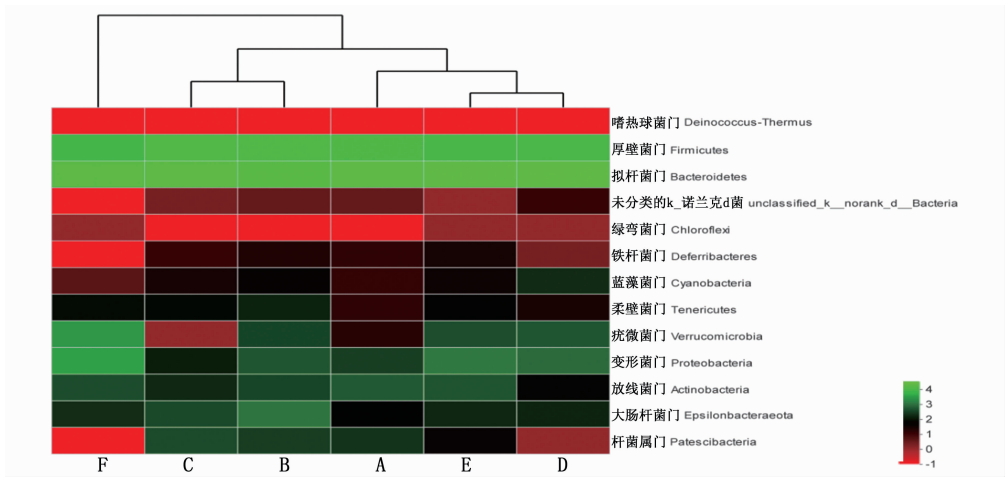 嗜热球菌门 Deinococcus-Thermus
厚壁菌门 Firmicutes
拟杆菌门 Bacteroidetes
未分类的k_诺兰克d菌 unclassified_k__norank_d__Bacteria
绿弯菌门 Chloroflexi
铁杆菌门 Deferribacteres
蓝藻菌门 Cyanobacteria
柔壁菌门 Tenericutes
疣微菌门 Verrucomicrobia
变形菌门 Proteobacteria
放线菌门 Actinobacteria
大肠杆菌门 Epsilonbacteraeota
杆菌属门 Patescibacteria
4
3
2
1
0
-1
F C B A E D